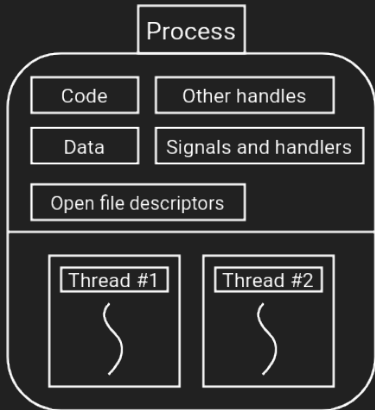 Process
Code
Other handles
Data
Signals and handlers
Open file descriptors
Thread #1
Thread #2